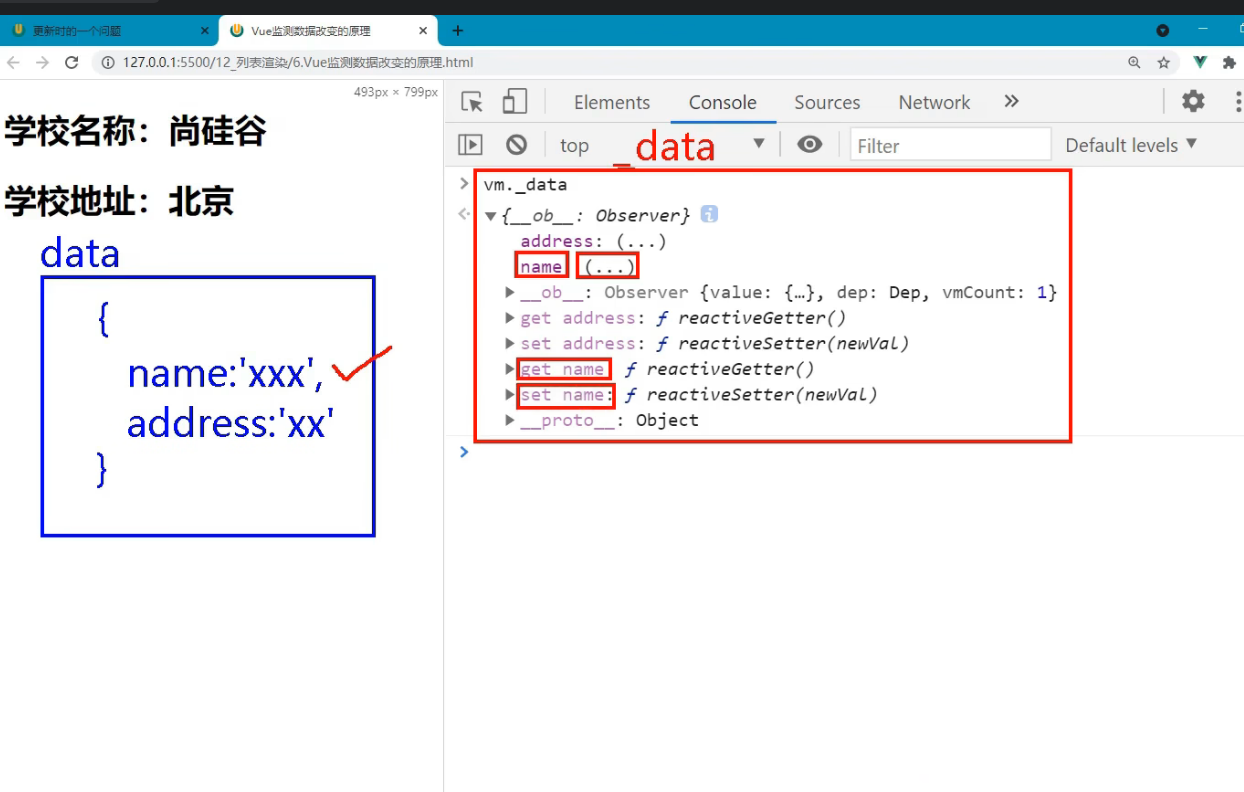 更新时的一个问题
Vue监测数据改变的原理
127.0.0.1:5500/12_列表渲染/6.Vue监测数据改变的原理.html
493px × 799px
学校名称：尚硅谷
学校地址：北京
data
{
name:'xxx',
address:'xx'
}
Elements Console Sources Network
top _data Filter Default levels ▼
vm._data
{__ob__: Observer}
address: (...)
name (...)
__ob__: Observer {value: {…}, dep: Dep, vmCount: 1}
get address: ƒ reactiveGetter()
set address: ƒ reactiveSetter(newVal)
get name ƒ reactiveGetter()
set name: ƒ reactiveSetter(newVal)
__proto__: Object